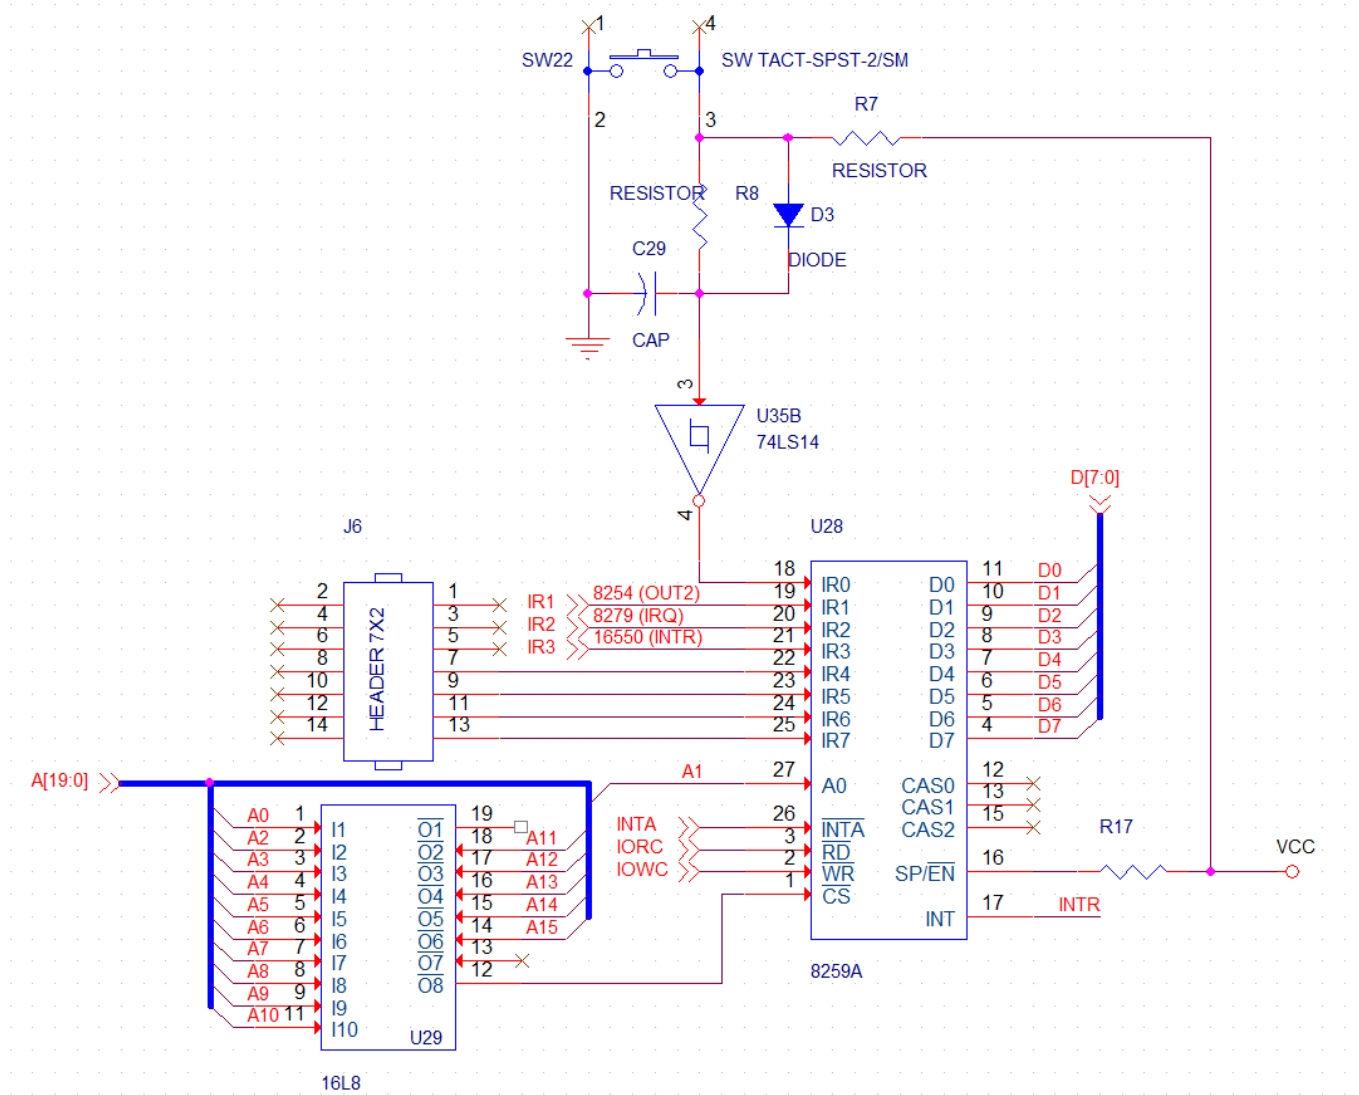 1 4
SW22 SW TACT-SPST-2/SM
R7
2 3
RESISTOR
RESISTOR R8
D3
C29
DIODE
CAP
3
U35B
74LS14
D[7:0]
4
J6 U28
HEADER 7X2
2 1
4 3
6 5
8 7
10 9
12 11
14 13
IR1 8254 (OUT2)
IR2 8279 (IRQ)
IR3 16550 (INTR)
18 IR0 D0 11 D0
19 IR1 D1 10 D1
20 IR2 D2 9 D2
21 IR3 D3 8 D3
22 IR4 D4 7 D4
23 IR5 D5 6 D5
24 IR6 D6 5 D6
25 IR7 D7 4 D7
A[19:0]
A1 27 A0 CAS0 12
CAS1 13
INTA 26 INTA CAS2 15
IORC 3 RD
IOWC 2 WR SP/EN 16
1 CS
INT 17 INTR
R17
VCC
8259A
A0 1 I1 O1 19
A2 2 I2 O2 18 A11
A3 3 I3 O3 17 A12
A4 4 I4 O4 16 A13
A5 5 I5 O5 15 A14
A6 6 I6 O6 14 A15
A7 7 I7 O7 13
A8 8 I8 O8 12
A9 9 I9
A10 11 I10
U29
16L8